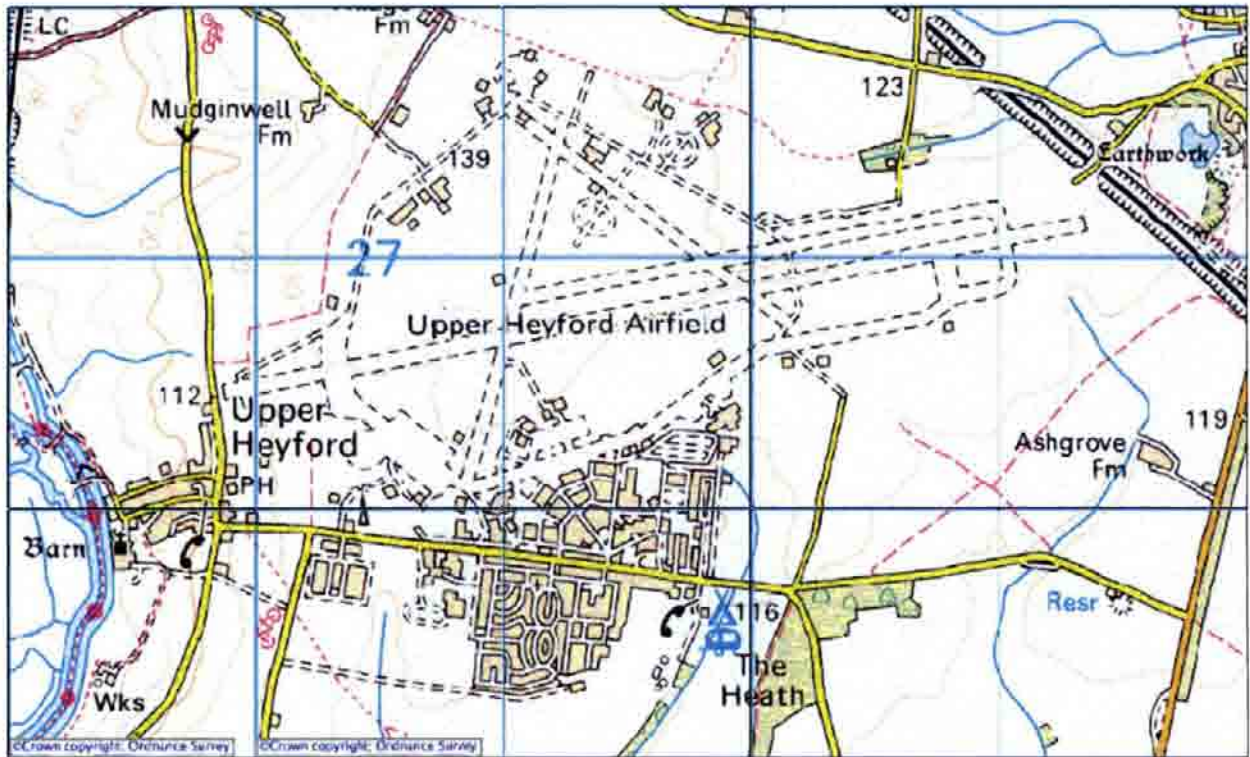 LC
Fm
Mudginwell
Fm
139
123
Earthwork
27
Upper Heyford Airfield
112
Upper
Heyford
PH
119
Ashgrove
Fm
Barn
116
Resr
The
Heath
Wks
©Crown copyright; Ordnance Survey
©Crown copyright; Ordnance Survey